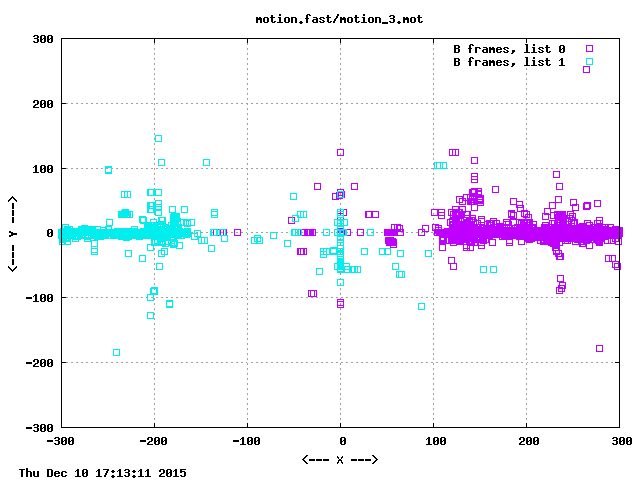 motion.fast/motion_3.mot
300
B frames, list 0
B frames, list 1
200
100
0
-100
-200
-300
<--- Y --->
-300 -200 -100 0 100 200 300
<--- X --->
Thu Dec 10 17:13:11 2015